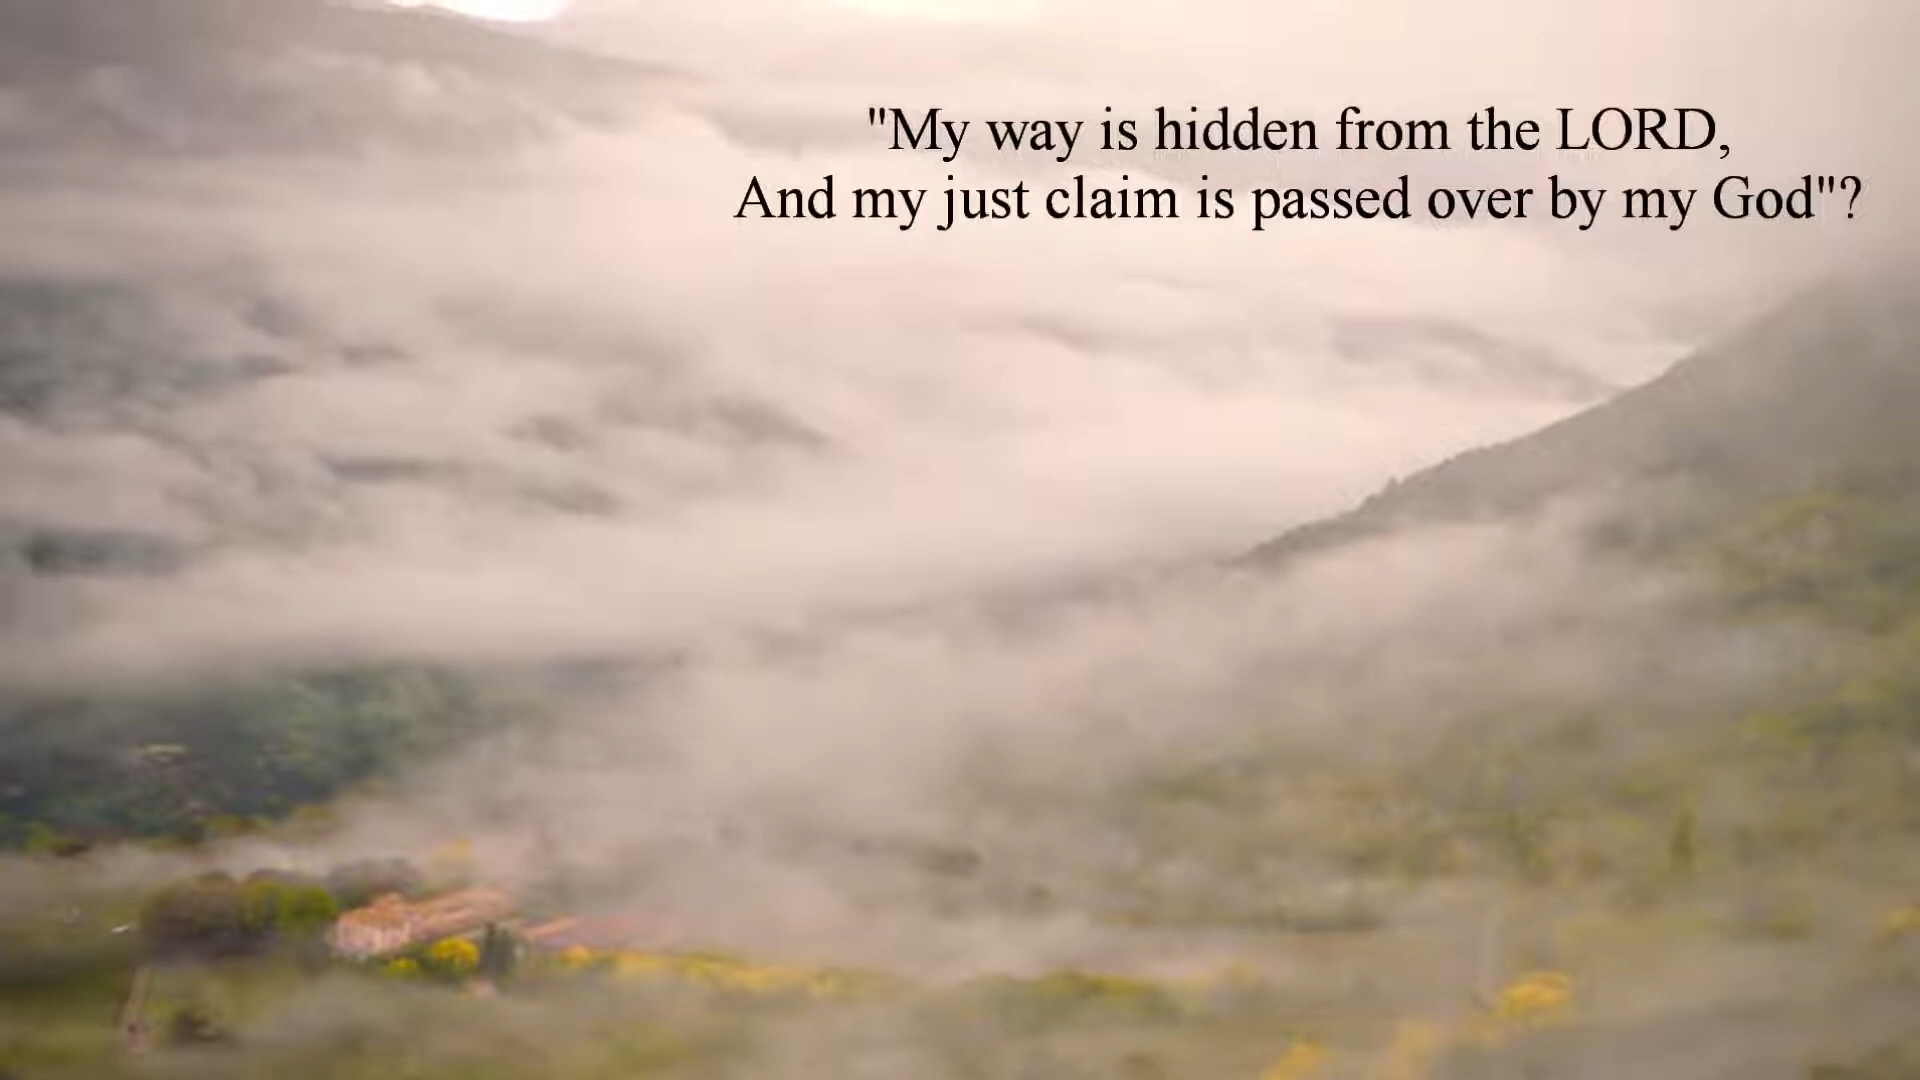 "My way is hidden from the LORD,
And my just claim is passed over by my God"?